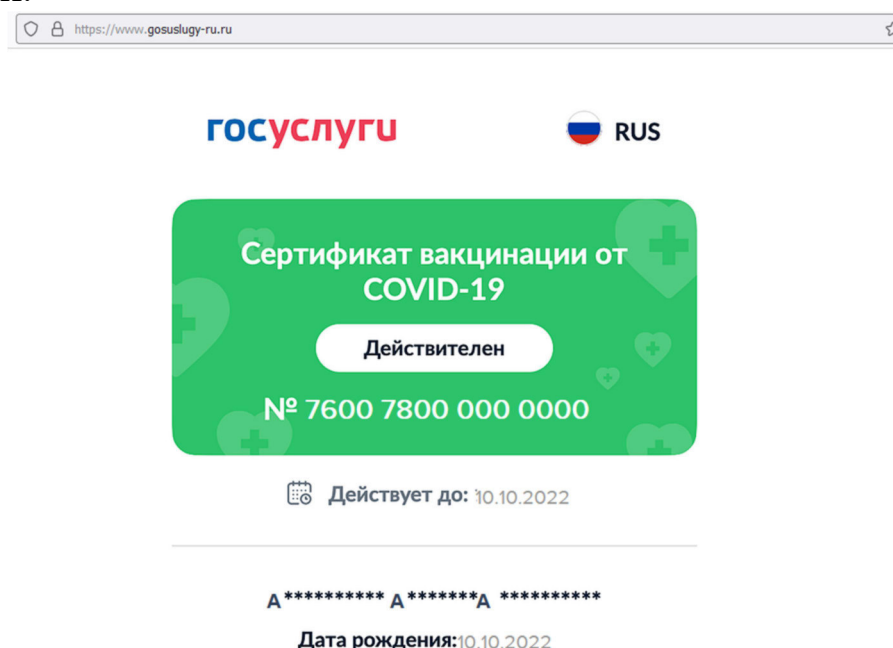 https://www.gosuslugy-ru.ru
госуслуги RUS
Сертификат вакцинации от
COVID-19
Действителен
№ 7600 7800 000 0000
Действует до: 10.10.2022
А********** А*******А **********
Дата рождения:10.10.2022